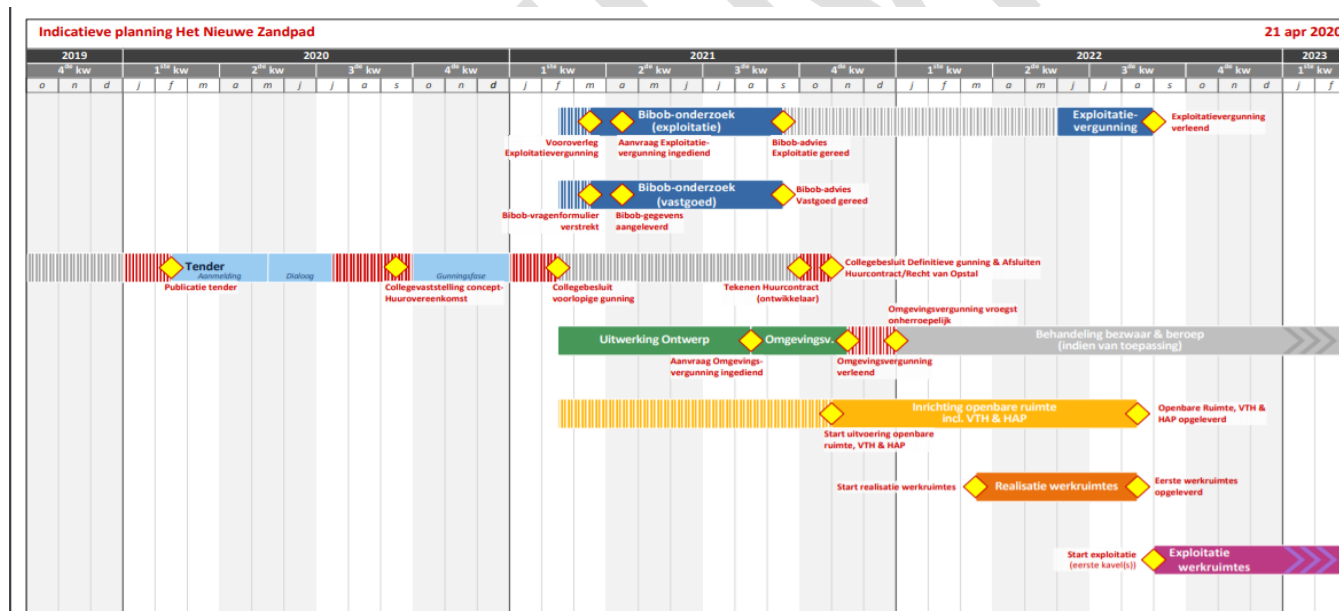 Indicatieve planning Het Nieuwe Zandpad
21 apr 2020
2019 2020 2021 2022 2023
4de kw 1ste kw 2de kw 3de kw 4de kw 1ste kw 2de kw 3de kw 4de kw 1ste kw 2de kw 3de kw 4de kw 1ste kw
o n d j f m a m j j a s o n d j f m a m j j a s o n d j f m a m j j a s o n d j f
Bibob-onderzoek
(exploitatie)
Exploitatie-
vergunning
Exploitatievergunning
verleend
Vooroverleg
Exploitatievergunning
Aanvraag Exploitatie-
vergunning ingediend
Bibob-advies
Exploitatie gereed
Bibob-onderzoek
(vastgoed)
Bibob-advies
Vastgoed gereed
Bibob-vragenformulier
verstrekt
Bibob-gegevens
aangeleverd
Tender
Aanmelding
Dialoog
Gunningsfase
Collegebesluit Definitieve gunning & Afsluiten
Huurcontract/Recht van Opstal
Publicatie tender
Collegevaststelling concept-
Huurovereenkomst
Collegebesluit
voorlopige gunning
Tekenen Huurcontract
(ontwikkelaar)
Omgevingsvergunning vroegst
onherroepelijk
Uitwerking Ontwerp
Omgevingsv.
Behandeling bezwaar & beroep
(indien van toepassing)
Aanvraag Omgevings-
vergunning ingediend
Omgevingsvergunning
verleend
Inrichting openbare ruimte
incl. VTH & HAP
Openbare Ruimte, VTH &
HAP opgeleverd
Start uitvoering openbare
ruimte, VTH & HAP
Start realisatie werkruimtes
Realisatie werkruimtes
Eerste werkruimtes
opgeleverd
Start exploitatie
(eerste kavel(s))
Exploitatie
werkruimtes